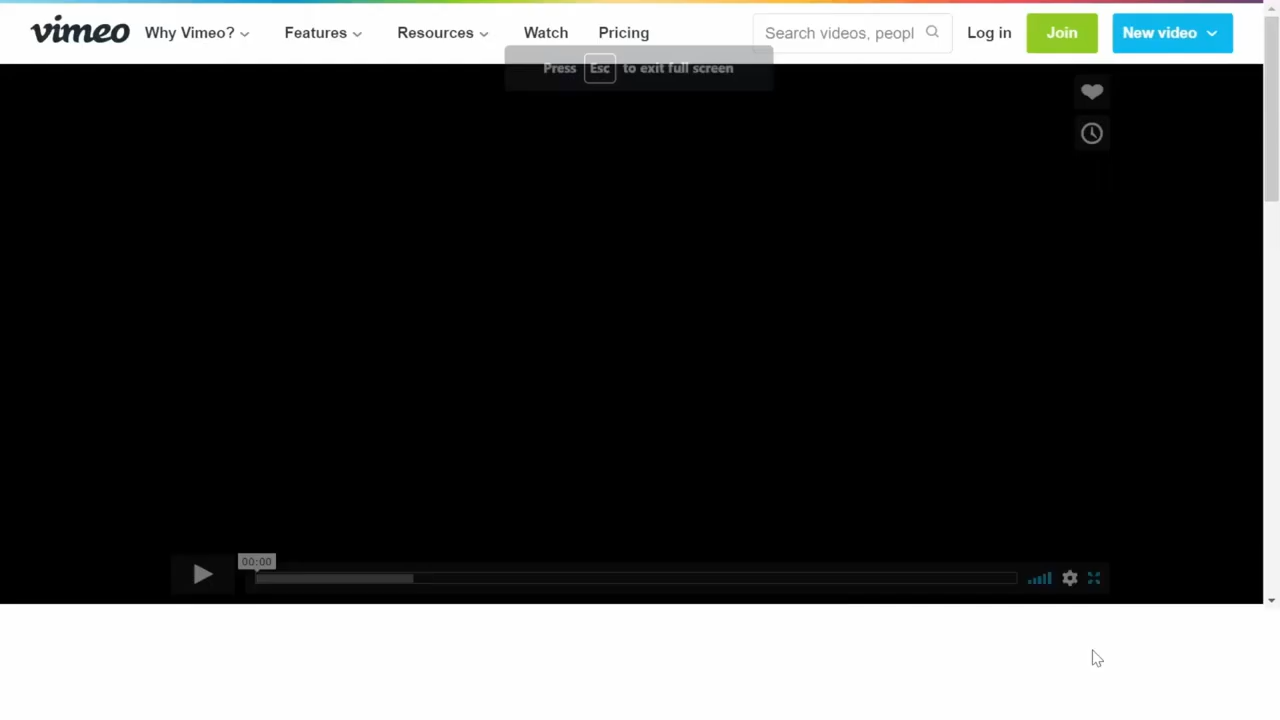 vimeo Why Vimeo? Features Resources Watch Pricing Search videos, peopl Log in Join New video
Press Esc to exit full screen
00:00